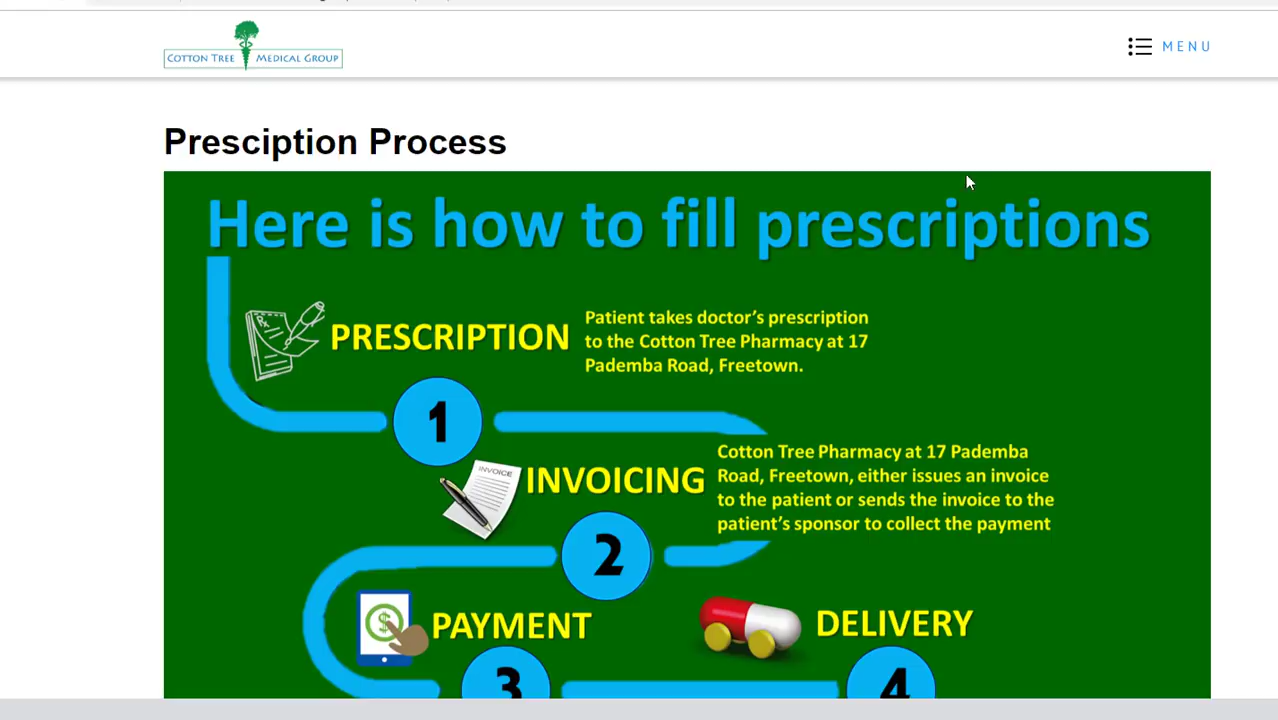 COTTON TREE MEDICAL GROUP
MENU
Presciption Process
Here is how to fill prescriptions
PRESCRIPTION
Patient takes doctor's prescription
to the Cotton Tree Pharmacy at 17
Pademba Road, Freetown.
1
INVOICE
INVOICING
Cotton Tree Pharmacy at 17 Pademba
Road, Freetown, either issues an invoice
to the patient or sends the invoice to the
patient's sponsor to collect the payment
2
$
PAYMENT
DELIVERY
3
4